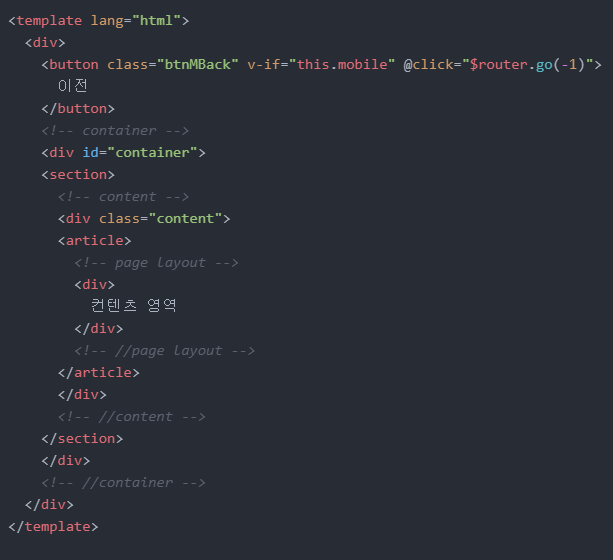 <template lang="html">
<div>
<button class="btnMBack" v-if="this.mobile" @click="$router.go(-1)">
이전
</button>
<!-- container -->
<div id="container">
<section>
<!-- content -->
<div class="content">
<article>
<!-- page layout -->
<div>
컨텐츠 영역
</div>
<!-- //page layout -->
</article>
</div>
<!-- //content -->
</section>
</div>
<!-- //container -->
</div>
</template>